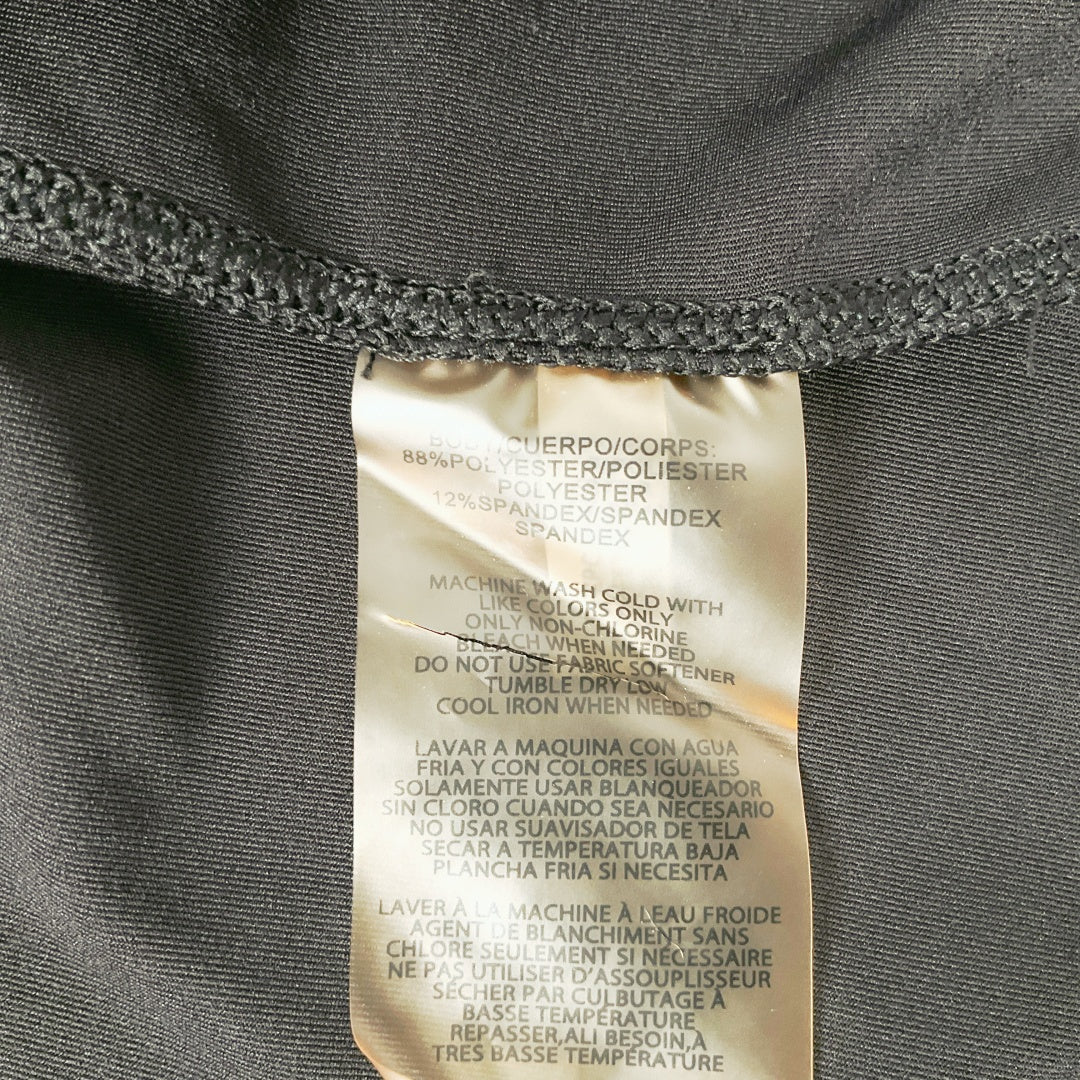 BODY/CUERPO/CORPS:
88%POLYESTER/POLIESTER
POLYESTER
12%SPANDEX/SPANDEX
SPANDEX
MACHINE WASH COLD WITH
LIKE COLORS ONLY
ONLY NON-CHLORINE
BLEACH WHEN NEEDED
DO NOT USE FABRIC SOFTENER
TUMBLE DRY LOW
COOL IRON WHEN NEEDED
LAVAR A MAQUINA CON AGUA
FRIA Y CON COLORES IGUALES
SOLAMENTE USAR BLANQUEADOR
SIN CLORO CUANDO SEA NECESARIO
NO USAR SUAVISADOR DE TELA
SECAR A TEMPERATURA BAJA
PLANCHA FRIA SI NECESITA
LAVER À LA MACHINE À LEAU FROIDE
AGENT DE BLANCHIMENT SANS
CHLORE SEULEMENT SI NÉCESSAIRE
NE PAS UTILISER D'ASSOUPLISSEUR
SÉCHER PAR CULBUTAGE À
BASSE TEMPÉRATURE
REPASSER,ALI BESOIN,À
TRES BASSE TEMPÉRATURE